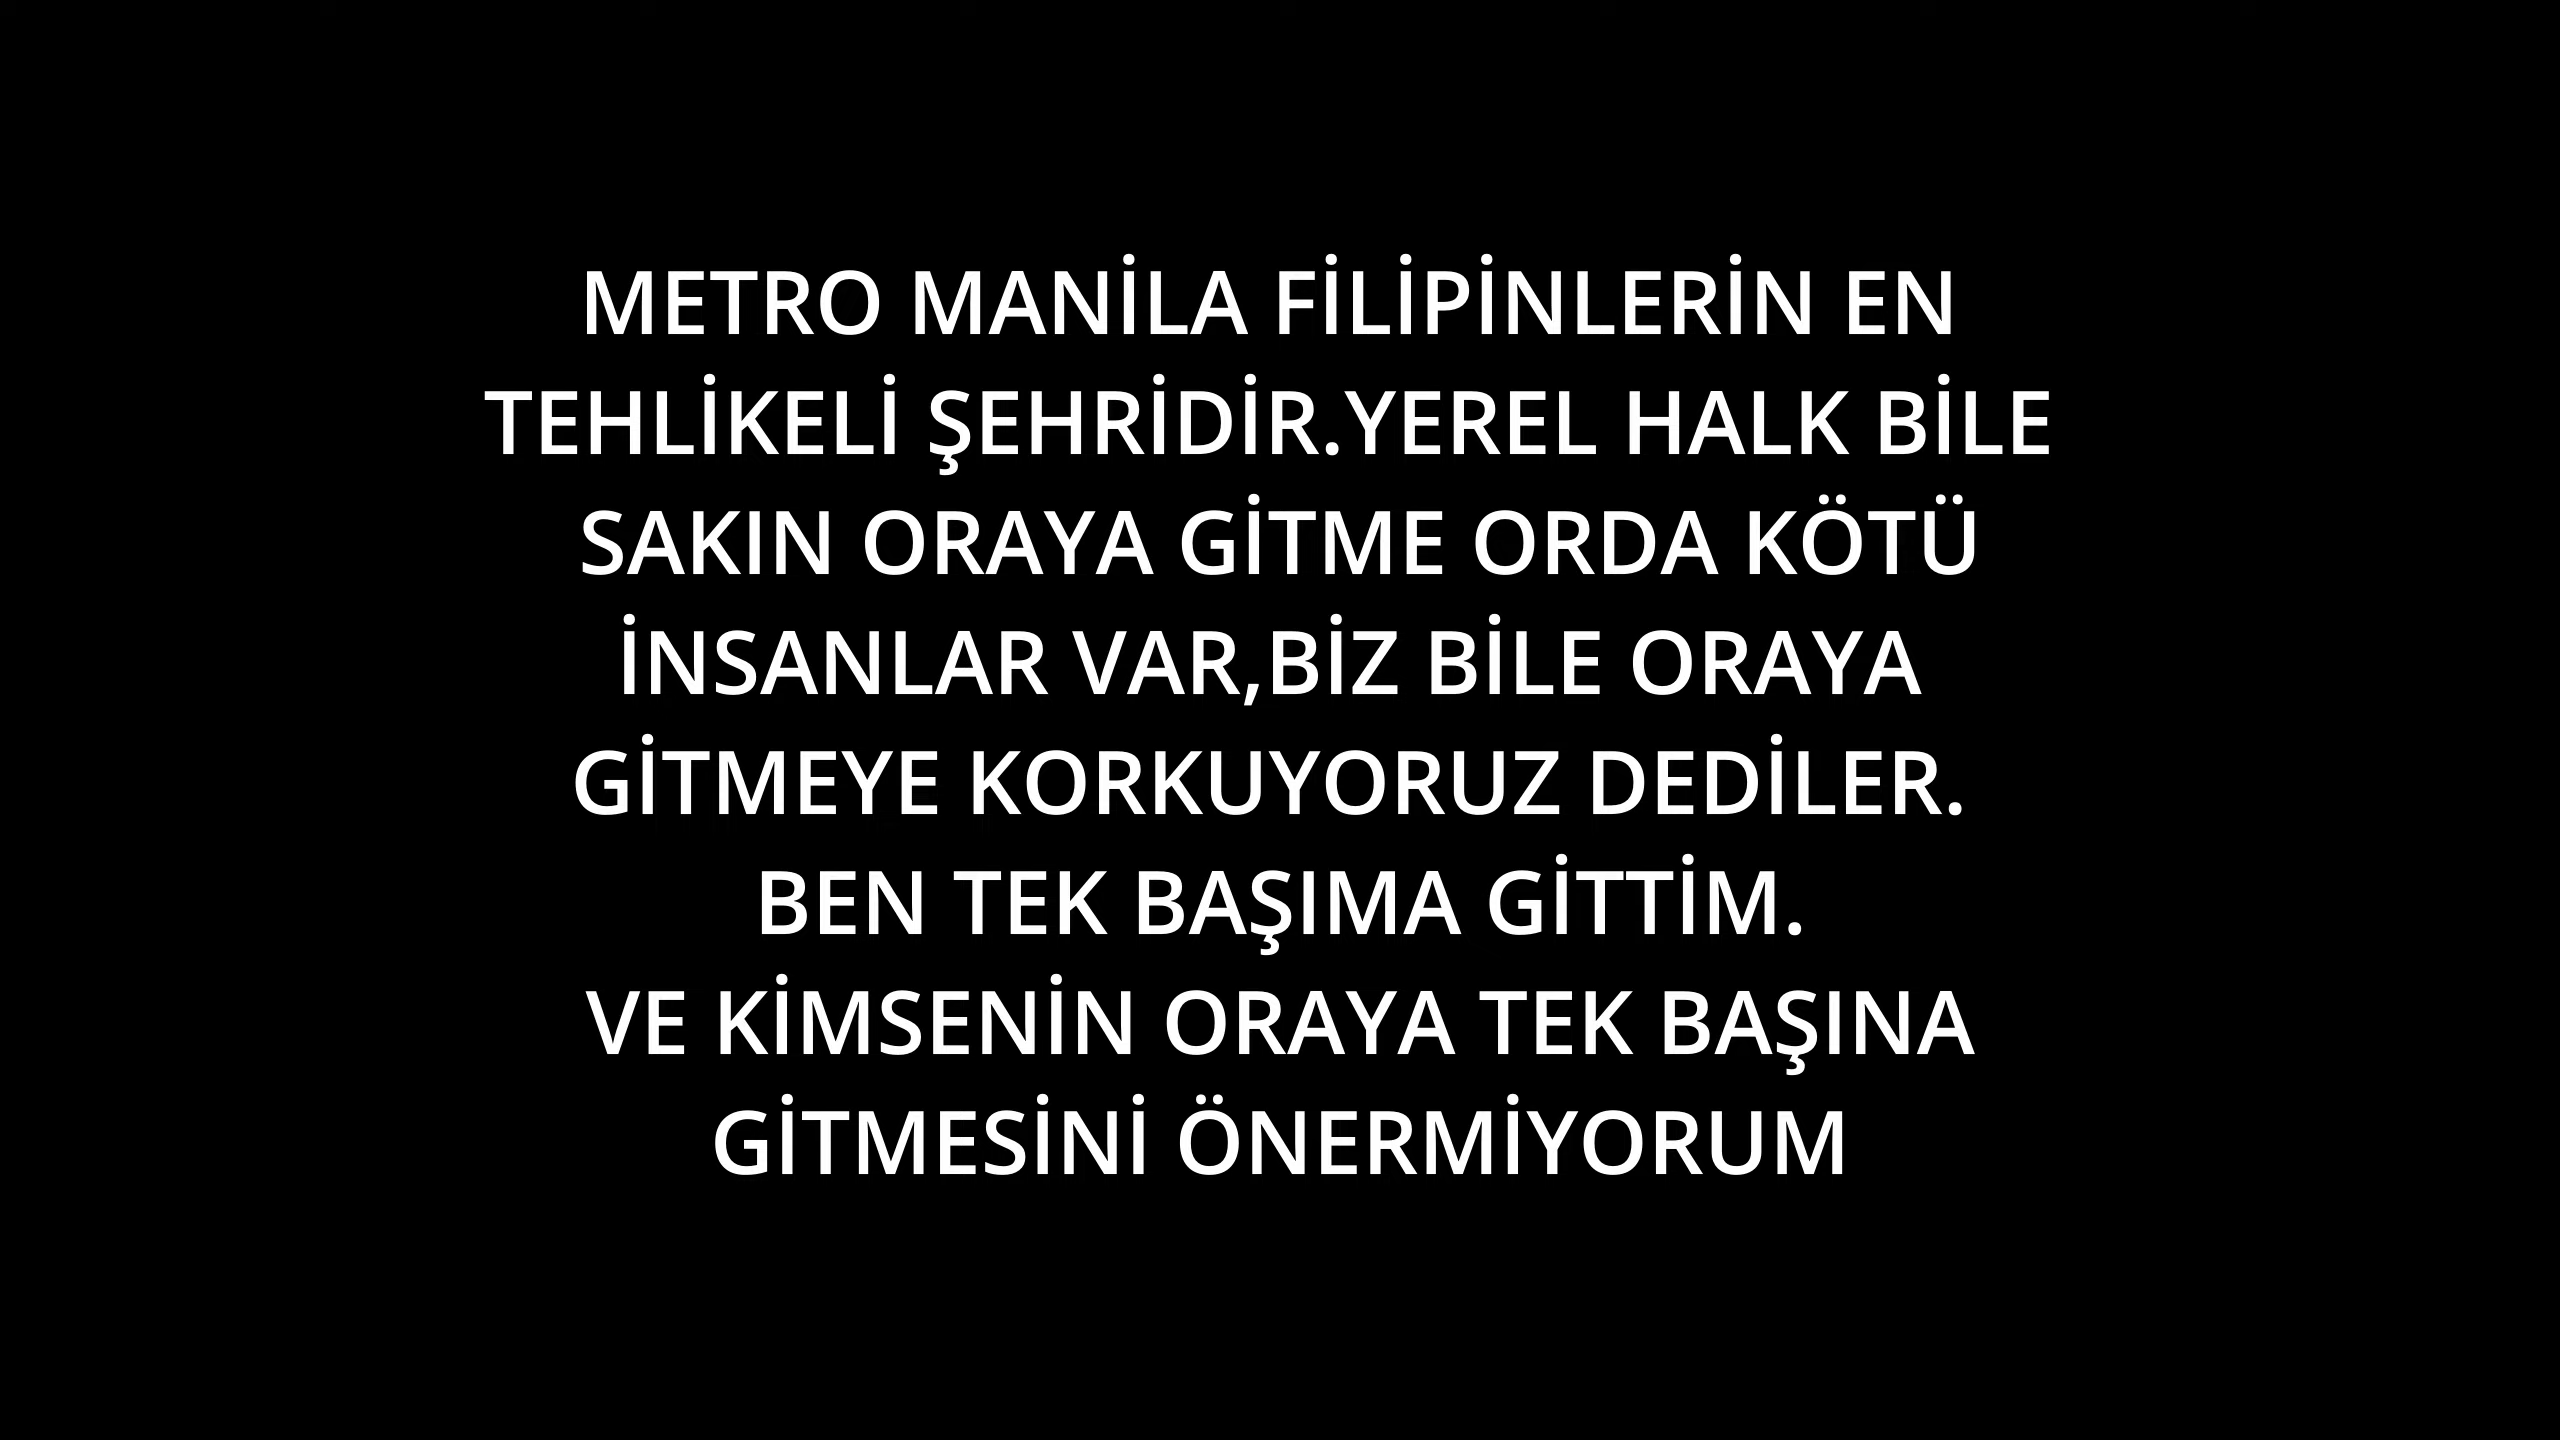 METRO MANİLA FİLİPİNLERİN EN
TEHLİKELİ ŞEHRİDİR.YEREL HALK BİLE
SAKIN ORAYA GİTME ORDA KÖTÜ
İNSANLAR VAR,BİZ BİLE ORAYA
GİTMEYE KORKUYORUZ DEDİLER.
BEN TEK BAŞIMA GİTTİM.
VE KİMSENİN ORAYA TEK BAŞINA
GİTMESİNİ ÖNERMİYORUM